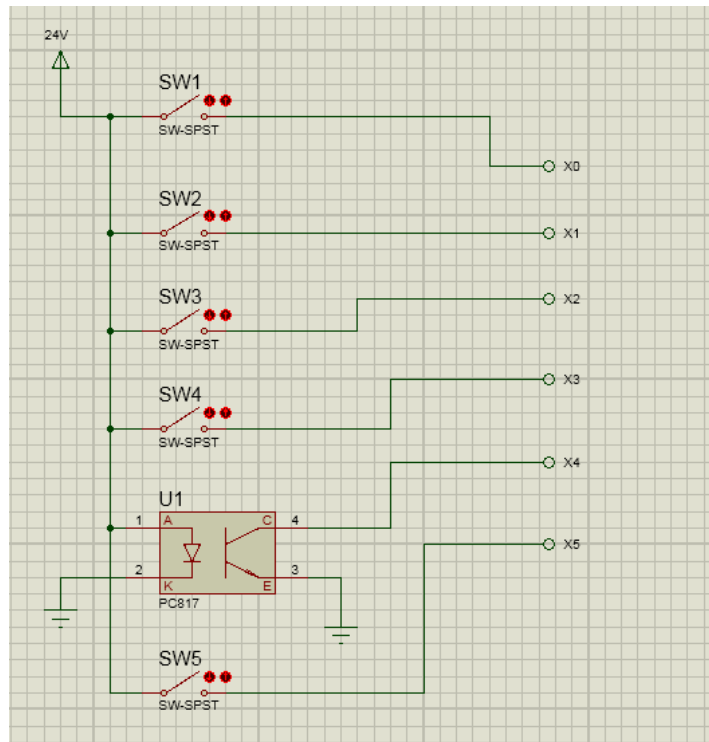 24V
SW1
SW-SPST
X0
SW2
SW-SPST
X1
SW3
SW-SPST
X2
SW4
SW-SPST
X3
X4
U1
1 A C 4
2 K E 3
PC817
X5
SW5
SW-SPST